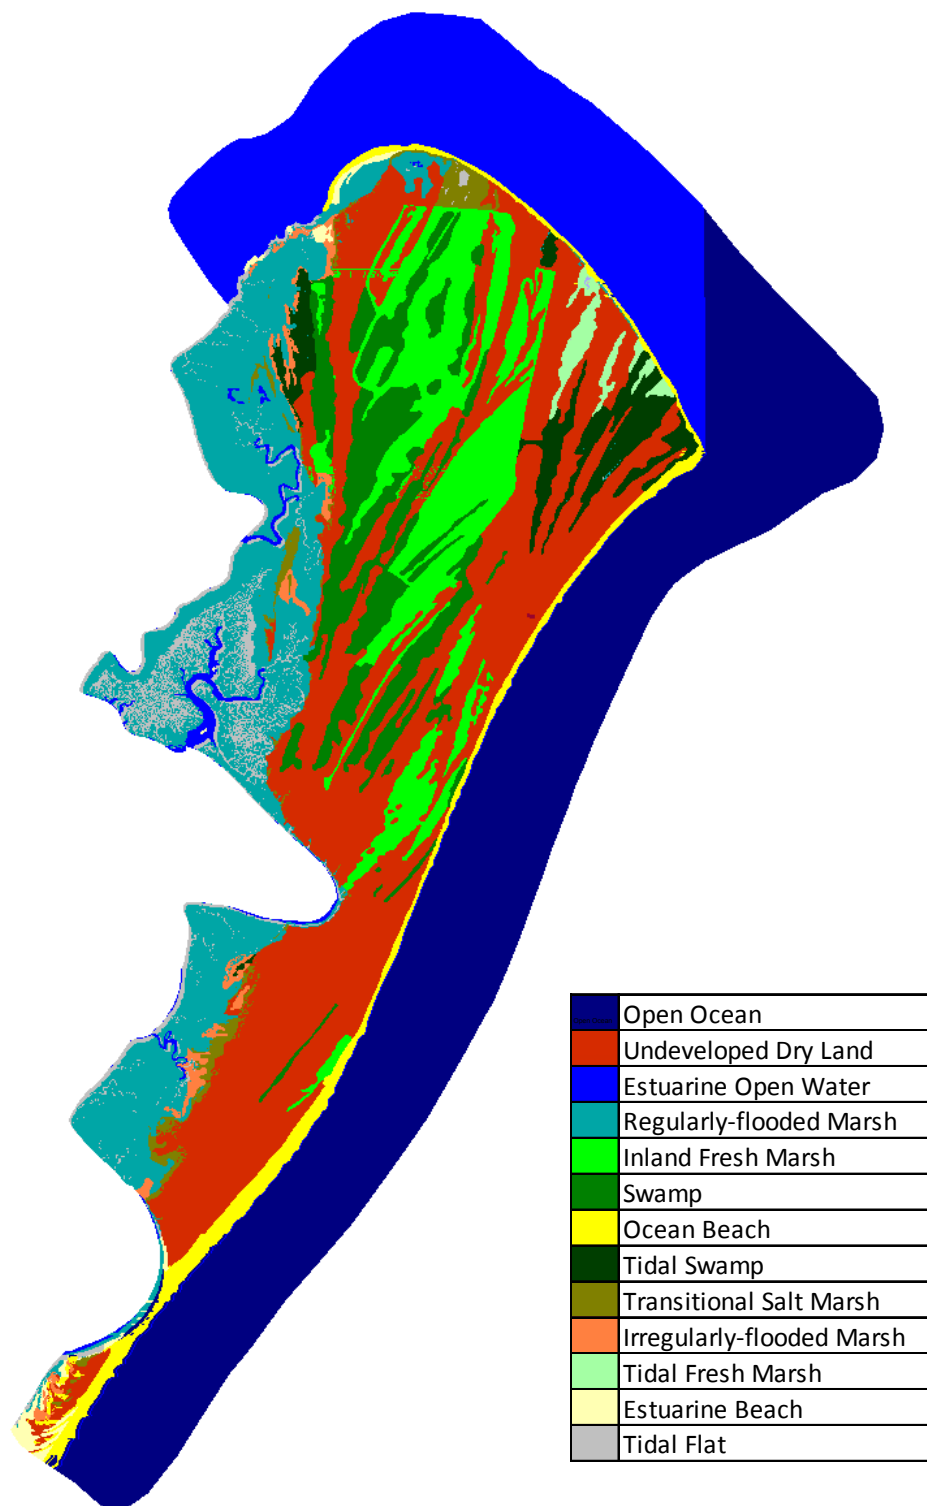 Open Ocean
Undeveloped Dry Land
Estuarine Open Water
Regularly-flooded Marsh
Inland Fresh Marsh
Swamp
Ocean Beach
Tidal Swamp
Transitional Salt Marsh
Irregularly-flooded Marsh
Tidal Fresh Marsh
Estuarine Beach
Tidal Flat